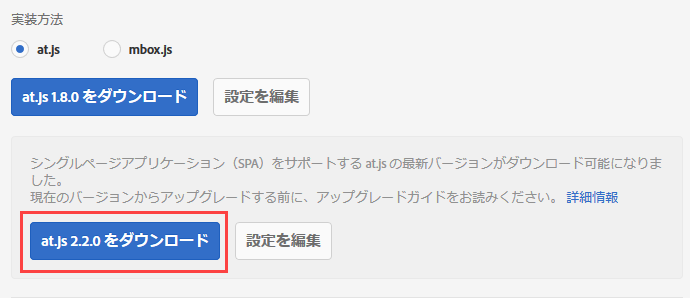 実装方法
at.js mbox.js
at.js 1.8.0 をダウンロード 設定を編集
シングルページアプリケーション（SPA）をサポートする at.js の最新バージョンがダウンロード可能になりま
した。
現在のバージョンからアップグレードする前に、アップグレードガイドをお読みください。 詳細情報
at.js 2.2.0 をダウンロード 設定を編集